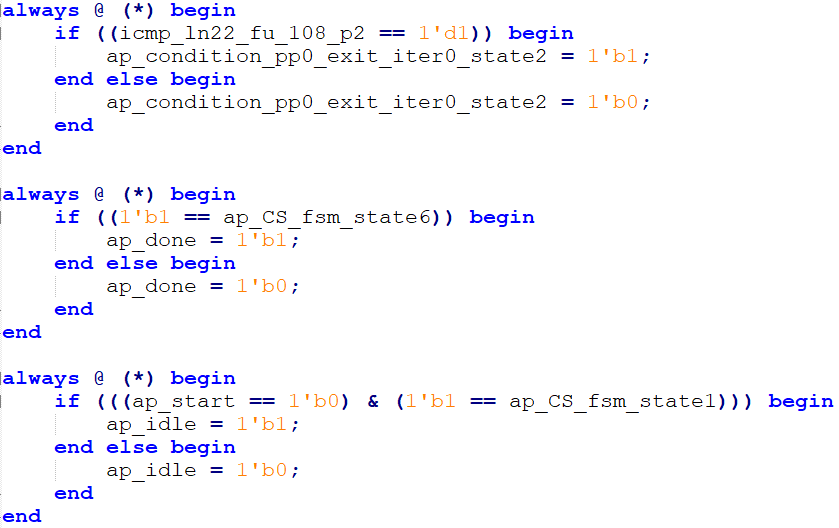 always @ (*) begin
    if ((icmp_ln22_fu_108_p2 == 1'd1)) begin
        ap_condition_pp0_exit_iter0_state2 = 1'b1;
    end else begin
        ap_condition_pp0_exit_iter0_state2 = 1'b0;
    end
end

always @ (*) begin
    if ((1'b1 == ap_CS_fsm_state6)) begin
        ap_done = 1'b1;
    end else begin
        ap_done = 1'b0;
    end
end

always @ (*) begin
    if (((ap_start == 1'b0) & (1'b1 == ap_CS_fsm_state1))) begin
        ap_idle = 1'b1;
    end else begin
        ap_idle = 1'b0;
    end
end